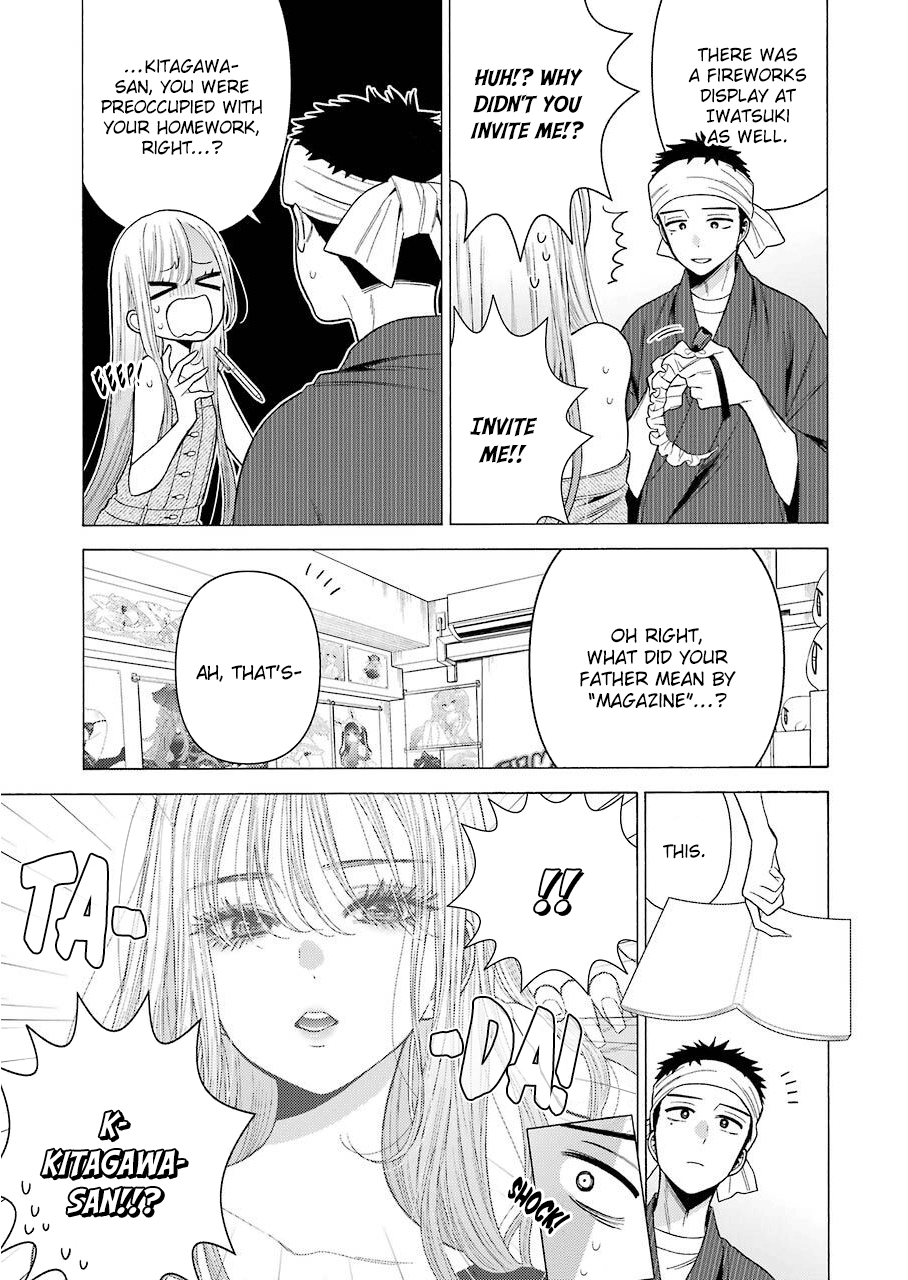 THERE WAS
A FIREWORKS
DISPLAY AT
IWATSUKI
AS WELL.
HUH!? WHY
DIDN'T YOU
INVITE ME!?
INVITE
ME!!
...KITAGAWA-
SAN, YOU WERE
PREOCCUPIED WITH
YOUR HOMEWORK,
RIGHT...?
EEEP!
OH RIGHT,
WHAT DID YOUR
FATHER MEAN BY
"MAGAZINE"...?
AH, THAT'S-
THIS.
!!
TA-
-DA!
SHOCK!
K-
KITAGAWA-
SAN!!?